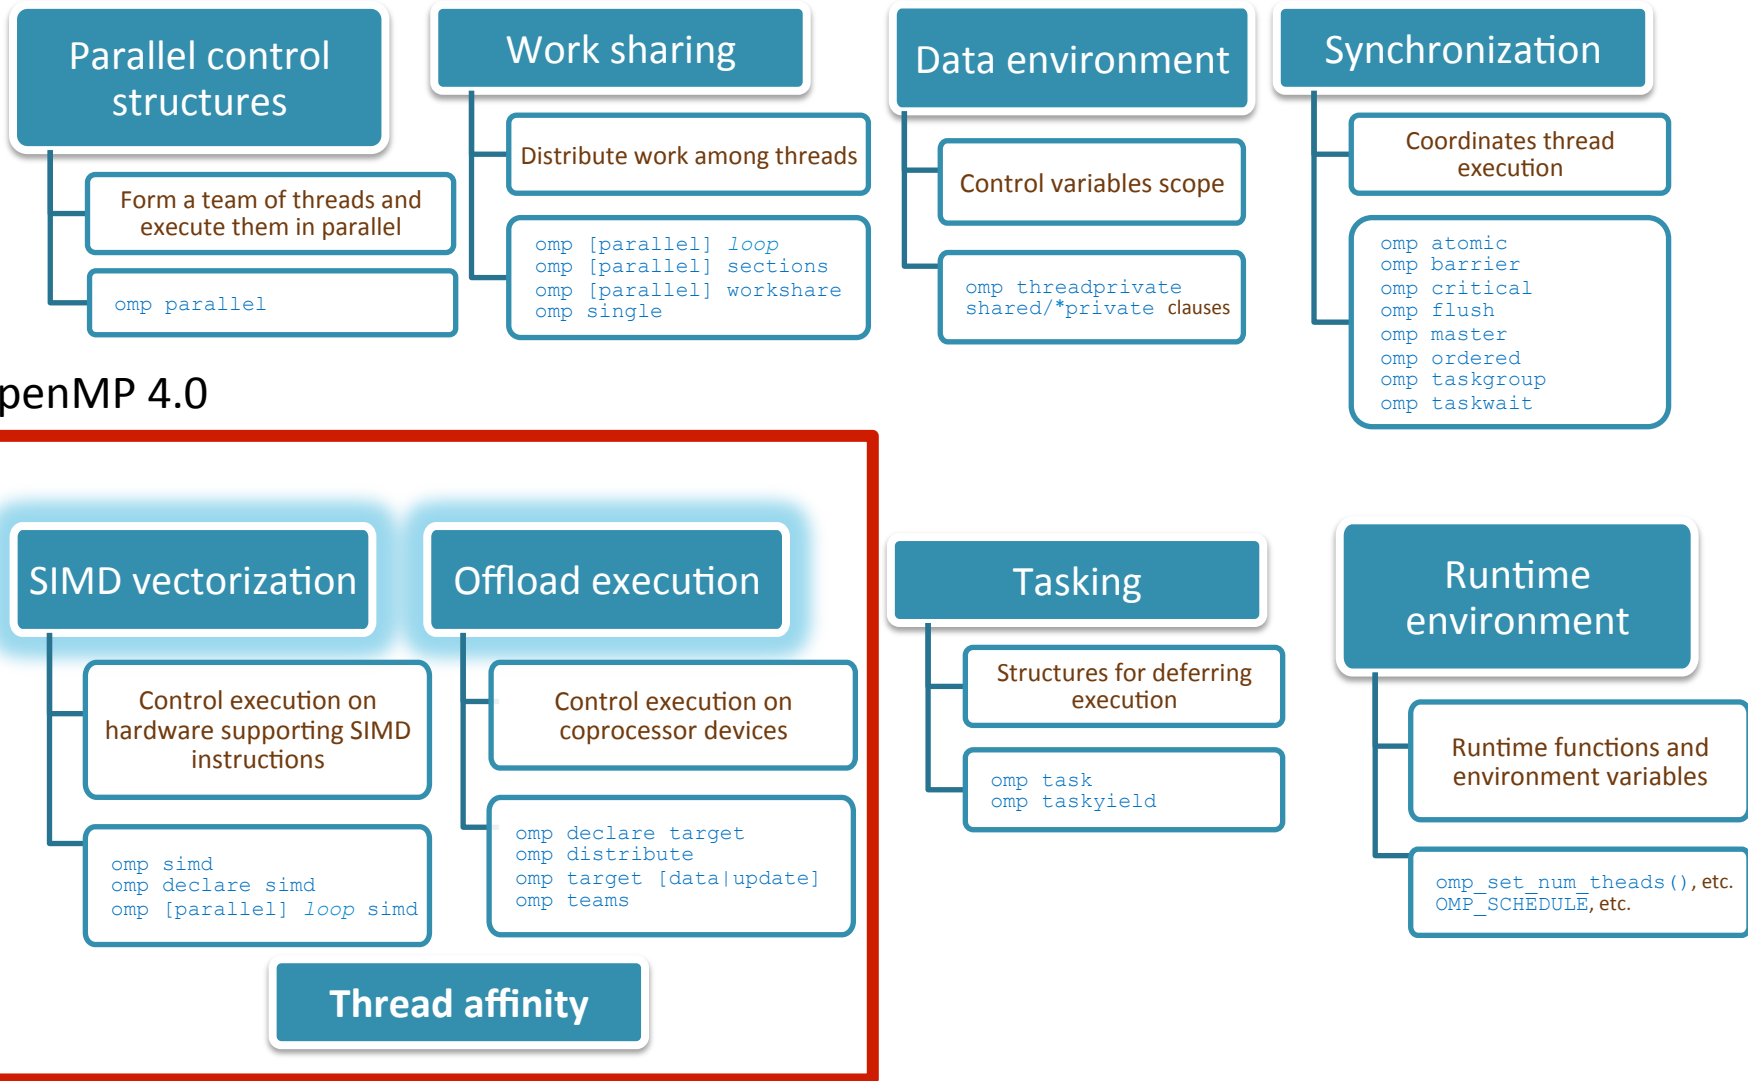 Parallel control
structures
Form a team of threads and
execute them in parallel
omp parallel
Work sharing
Distribute work among threads
omp [parallel] loop
omp [parallel] sections
omp [parallel] workshare
omp single
Data environment
Control variables scope
omp threadprivate
shared/*private clauses
Synchronization
Coordinates thread
execution
omp atomic
omp barrier
omp critical
omp flush
omp master
omp ordered
omp taskgroup
omp taskwait
penMP 4.0
SIMD vectorization
Control execution on
hardware supporting SIMD
instructions
omp simd
omp declare simd
omp [parallel] loop simd
Offload execution
Control execution on
coprocessor devices
omp declare target
omp distribute
omp target [data|update]
omp teams
Thread affinity
Tasking
Structures for deferring
execution
omp task
omp taskyield
Runtime
environment
Runtime functions and
environment variables
omp_set_num_theads(), etc.
OMP_SCHEDULE, etc.